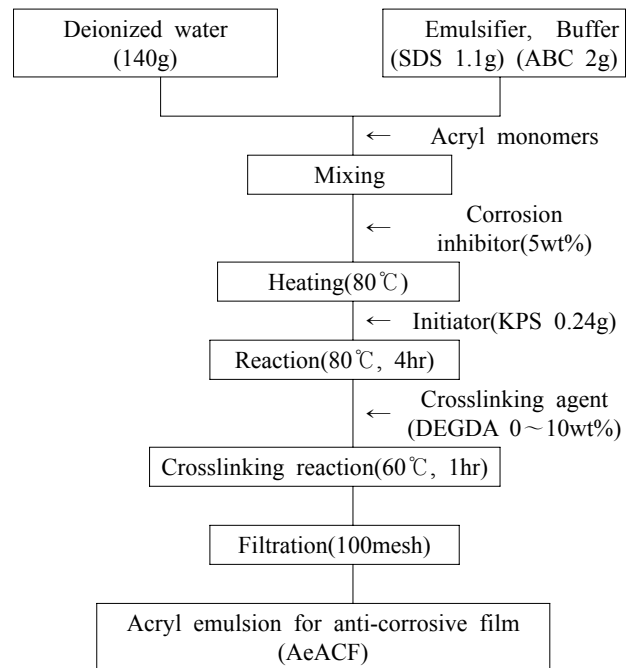 Deionized water
(140g)
Emulsifier, Buffer
(SDS 1.1g) (ABC 2g)
← Acryl monomers
Mixing
← Corrosion
inhibitor(5wt%)
Heating(80℃)
← Initiator(KPS 0.24g)
Reaction(80℃, 4hr)
← Crosslinking agent
(DEGDA 0～10wt%)
Crosslinking reaction(60℃, 1hr)
Filtration(100mesh)
Acryl emulsion for anti-corrosive film
(AeACF)